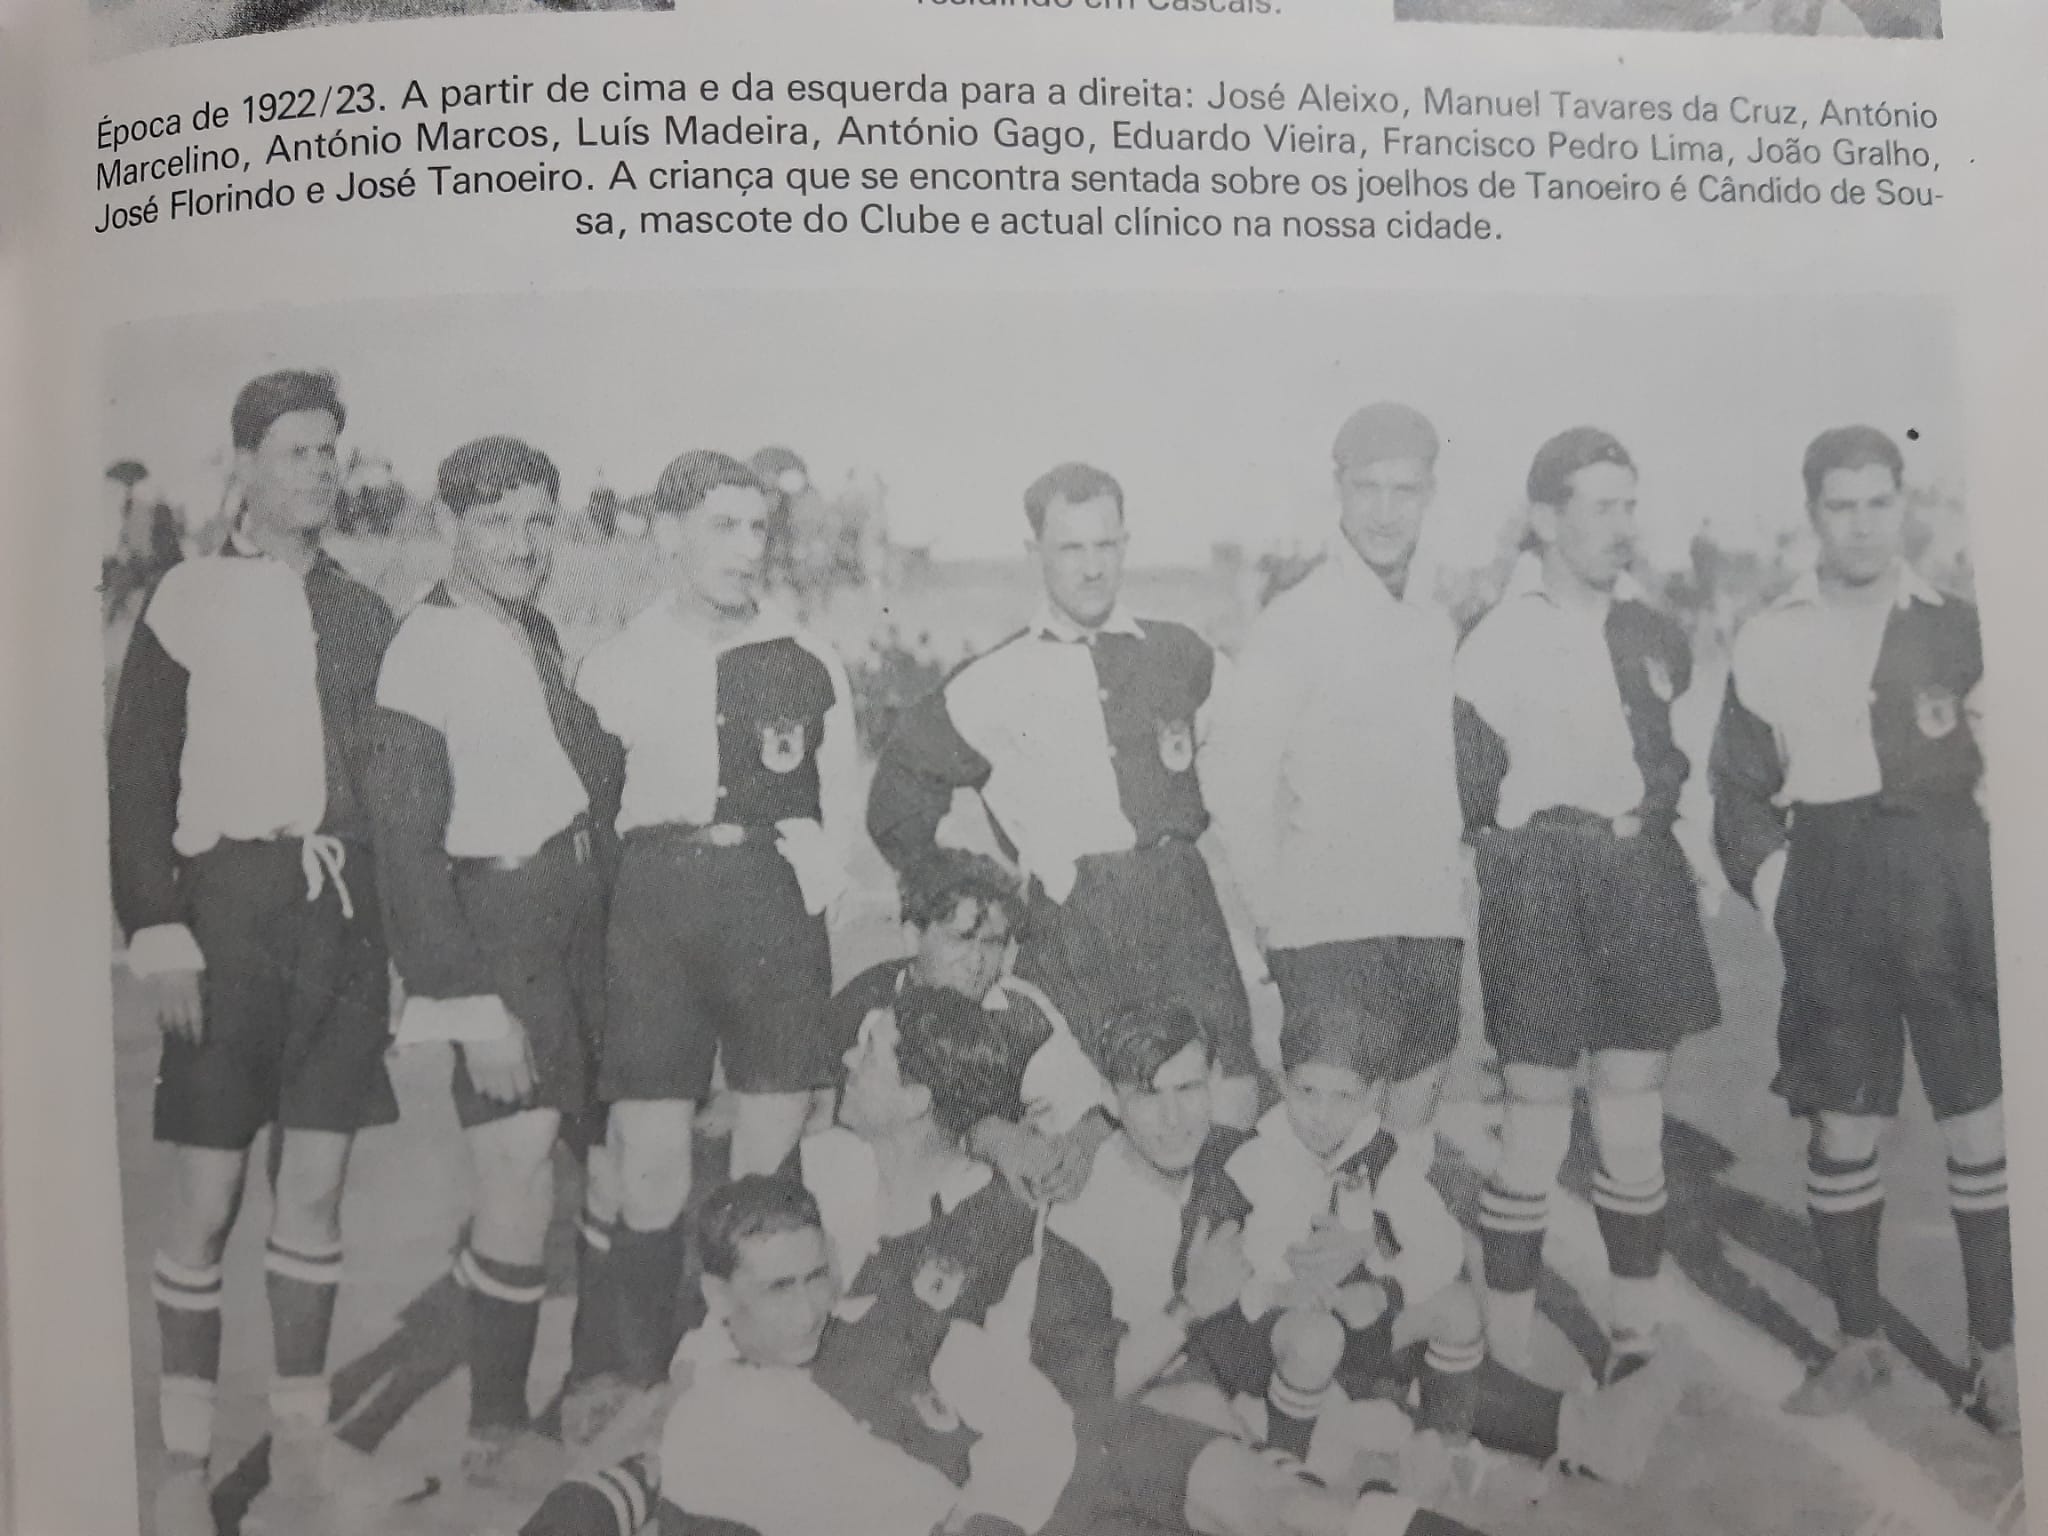 residindo em Cascais.
Época de 1922/23. A partir de cima e da esquerda para a direita: José Aleixo, Manuel Tavares da Cruz, António
Marcelino, António Marcos, Luís Madeira, António Gago, Eduardo Vieira, Francisco Pedro Lima, João Gralho,
José Florindo e José Tanoeiro. A criança que se encontra sentada sobre os joelhos de Tanoeiro é Cândido de Sou-
sa, mascote do Clube e actual clínico na nossa cidade.